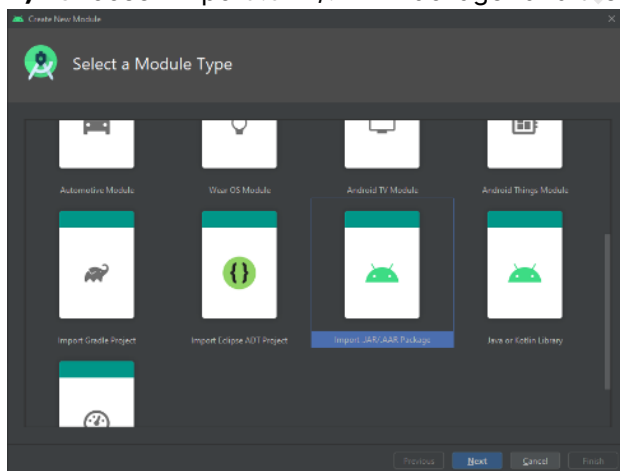 Create New Module
Select a Module Type
Automotive Module
Wear OS Module
Android TV Module
Android Things Module
Import Gradle Project
Import Eclipse ADT Project
Import .JAR/.AAR Package
Java or Kotlin Library
Previous
Next
Cancel
Finish